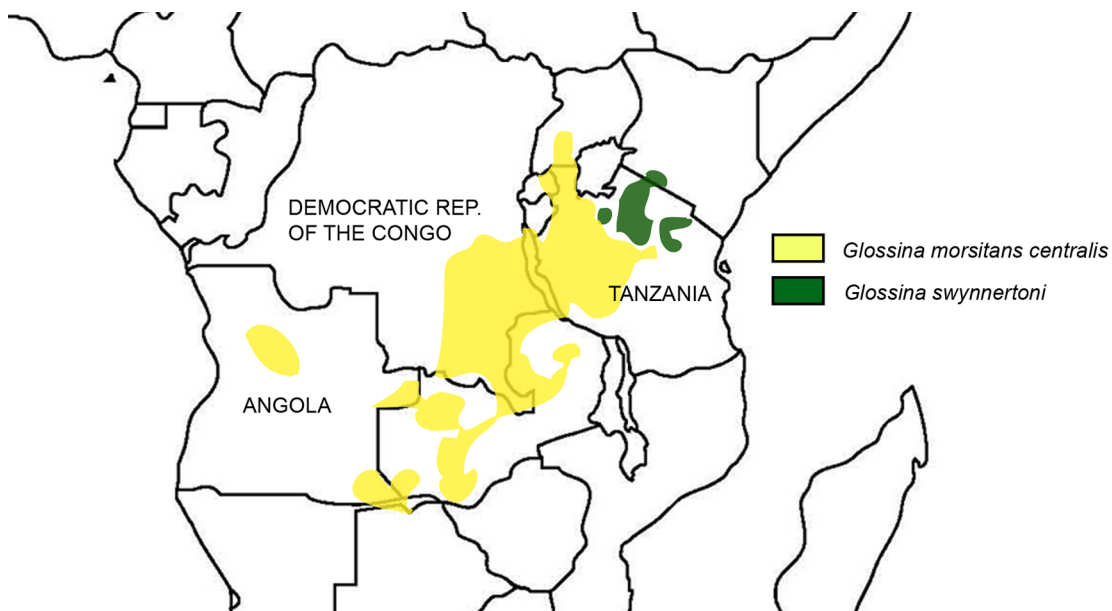 DEMOCRATIC REP.
OF THE CONGO
Glossina morsitans centralis
Glossina swynnertoni
TANZANIA
ANGOLA